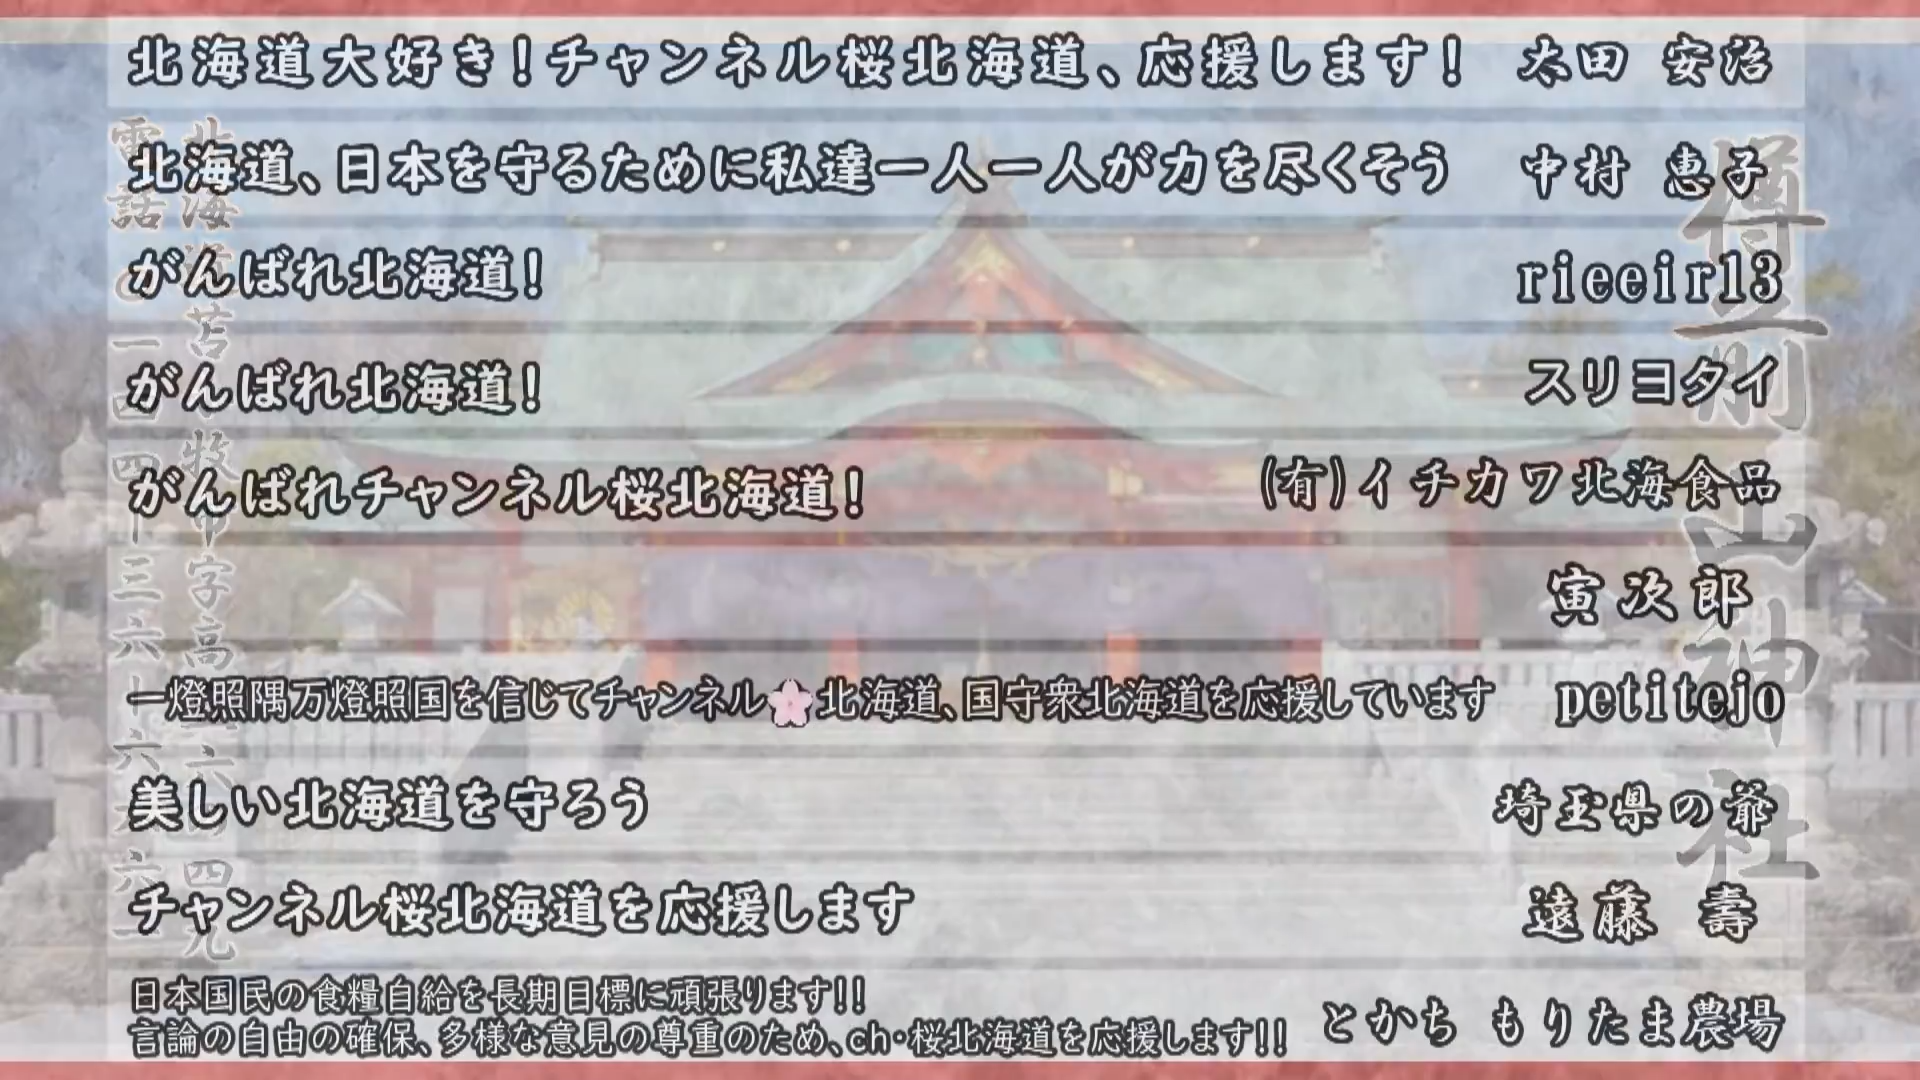 北海道大好き!チャンネル桜北海道、応援します! 太田 安治
北海道、日本を守るために私達一人一人が力を尽くそう 中村 恵子
がんばれ北海道! rieeir13
がんばれ北海道! スリヨタイ
がんばれチャンネル桜北海道! (有)イチカワ北海食品
寅次郎
一燈照隅万燈照国を信じてチャンネル🌸北海道、国守衆北海道を応援しています petitejo
美しい北海道を守ろう 埼玉県の爺
チャンネル桜北海道を応援します 遠藤 壽
日本国民の食糧自給を長期目標に頑張ります!!
言論の自由の確保、多様な意見の尊重のため、ch・桜北海道を応援します!! とかち もりたま農場
樽前山神社